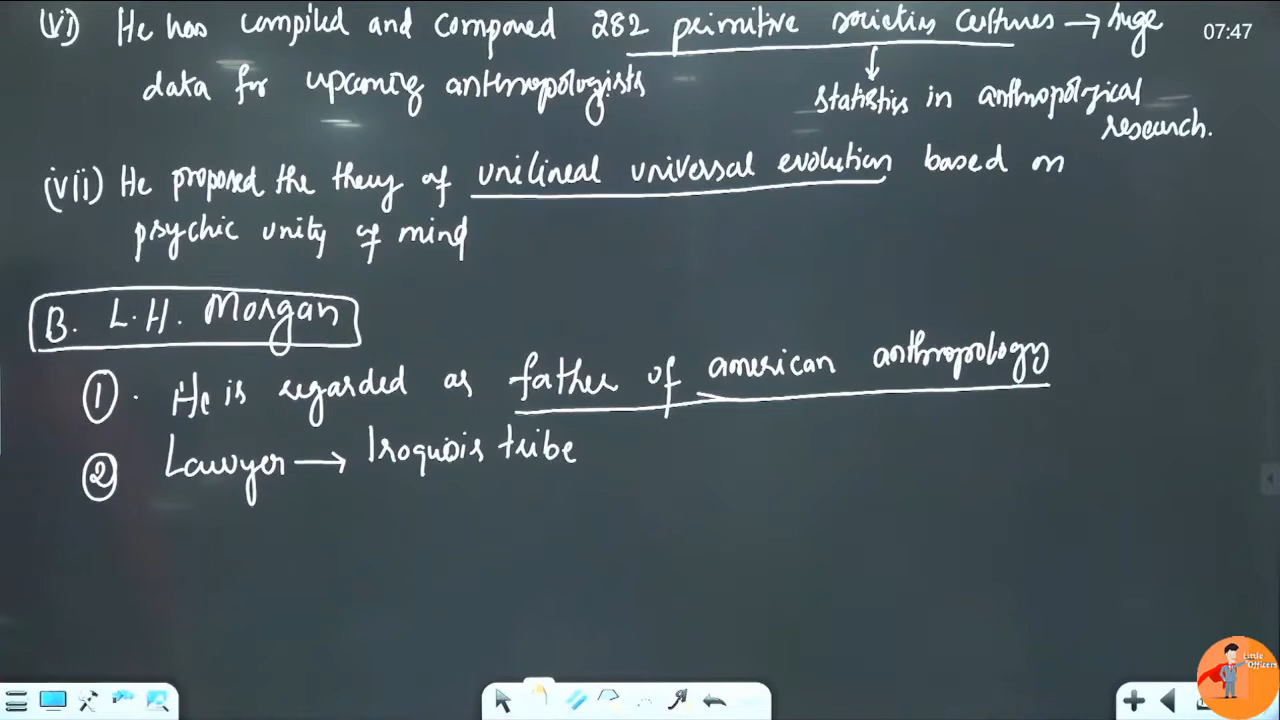 (vi) He has compiled and compared 282 primitive societies cultures → huge
data for upcoming anthropologists
↓
statistics in anthropological
research.
(vii) He proposed the theory of unilineal universal evolution based on
psychic unity of mind
B. L.H. Morgan
① . He is regarded as father of american anthropology
② Lawyer → Iroquois tribe
07:47
Little
Officers